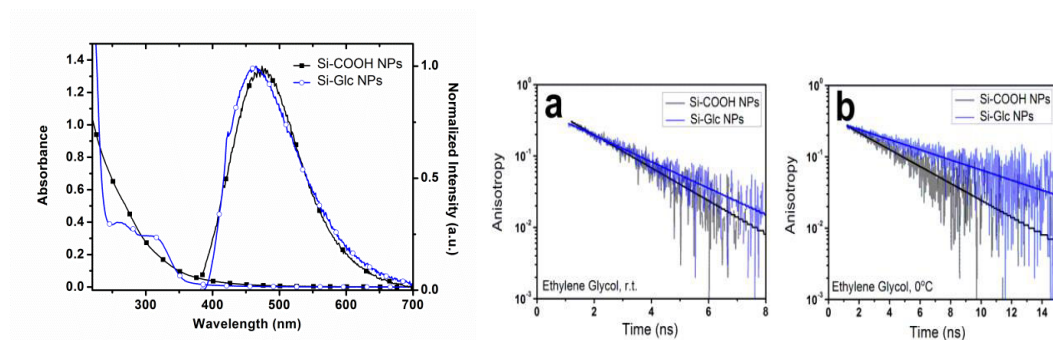 Si-COOH NPs
Si-Glc NPs
1.4
1.2
1.0
0.8
0.6
0.4
0.2
0.0
Absorbance
1.0
0.5
0.0
Normalized Intensity (a.u.)
300
400
500
600
700
Wavelength (nm)
a
Si-COOH NPs
Si-Glc NPs
10⁰
10⁻¹
10⁻²
10⁻³
Anisotropy
Ethylene Glycol, r.t.
0
2
4
6
8
Time (ns)
b
Si-COOH NPs
Si-Glc NPs
10⁰
10⁻¹
10⁻²
10⁻³
Anisotropy
Ethylene Glycol, 0°C
0
2
4
6
8
10
12
14
Time (ns)